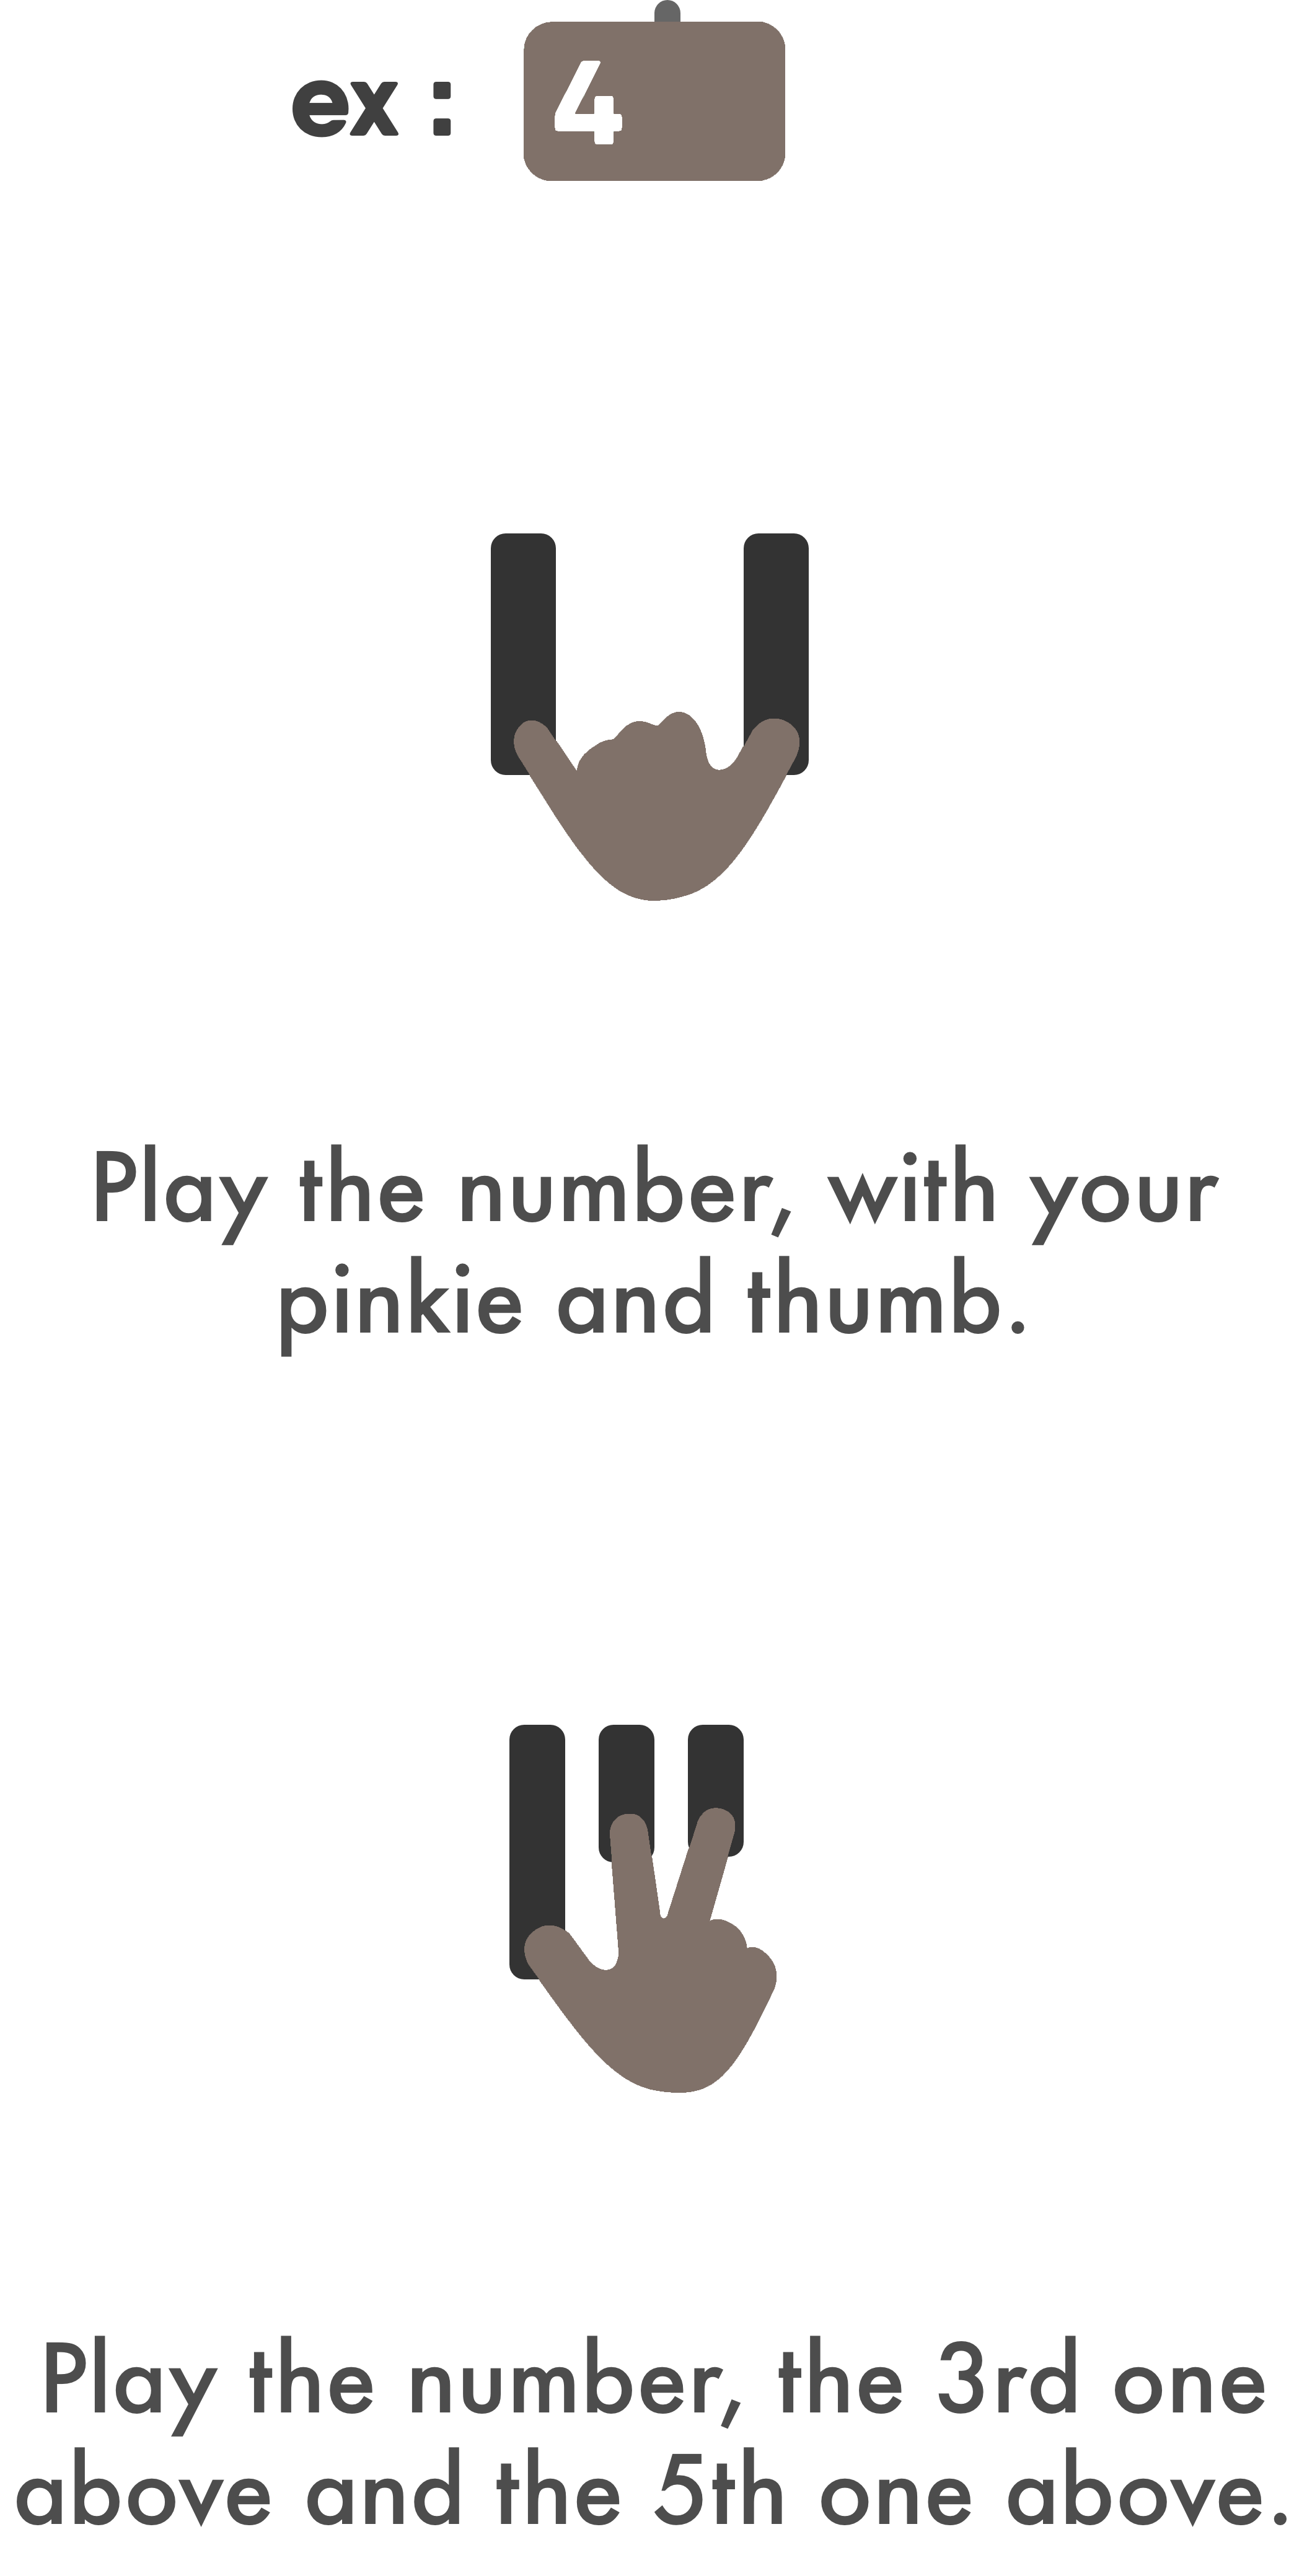 ex : 4
Play the number, with your
pinkie and thumb.
Play the number, the 3rd one
above and the 5th one above.